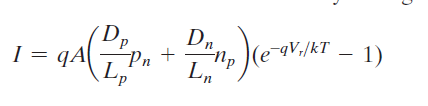 I = qA(D_p/L_p p_n + D_n/L_n n_p)(e^{-qV_r/kT} − 1)